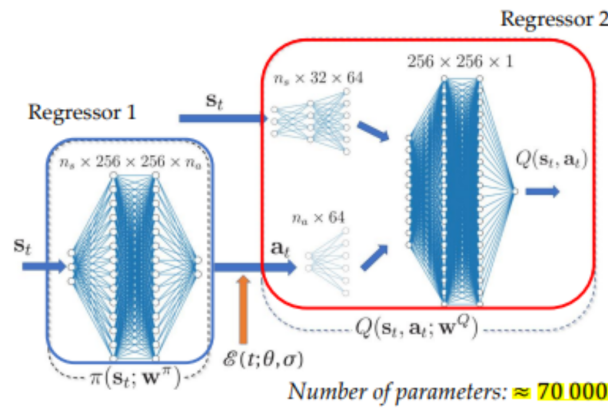 Regressor 2
n_s × 32 × 64
256 × 256 × 1
s_t
Regressor 1
n_s × 256 × 256 × n_a
Q(s_t, a_t)
n_a × 64
s_t
a_t
Q(s_t, a_t; w^Q)
π(s_t; w^π)
ℰ(t; θ, σ)
Number of parameters: ≈ 70 000